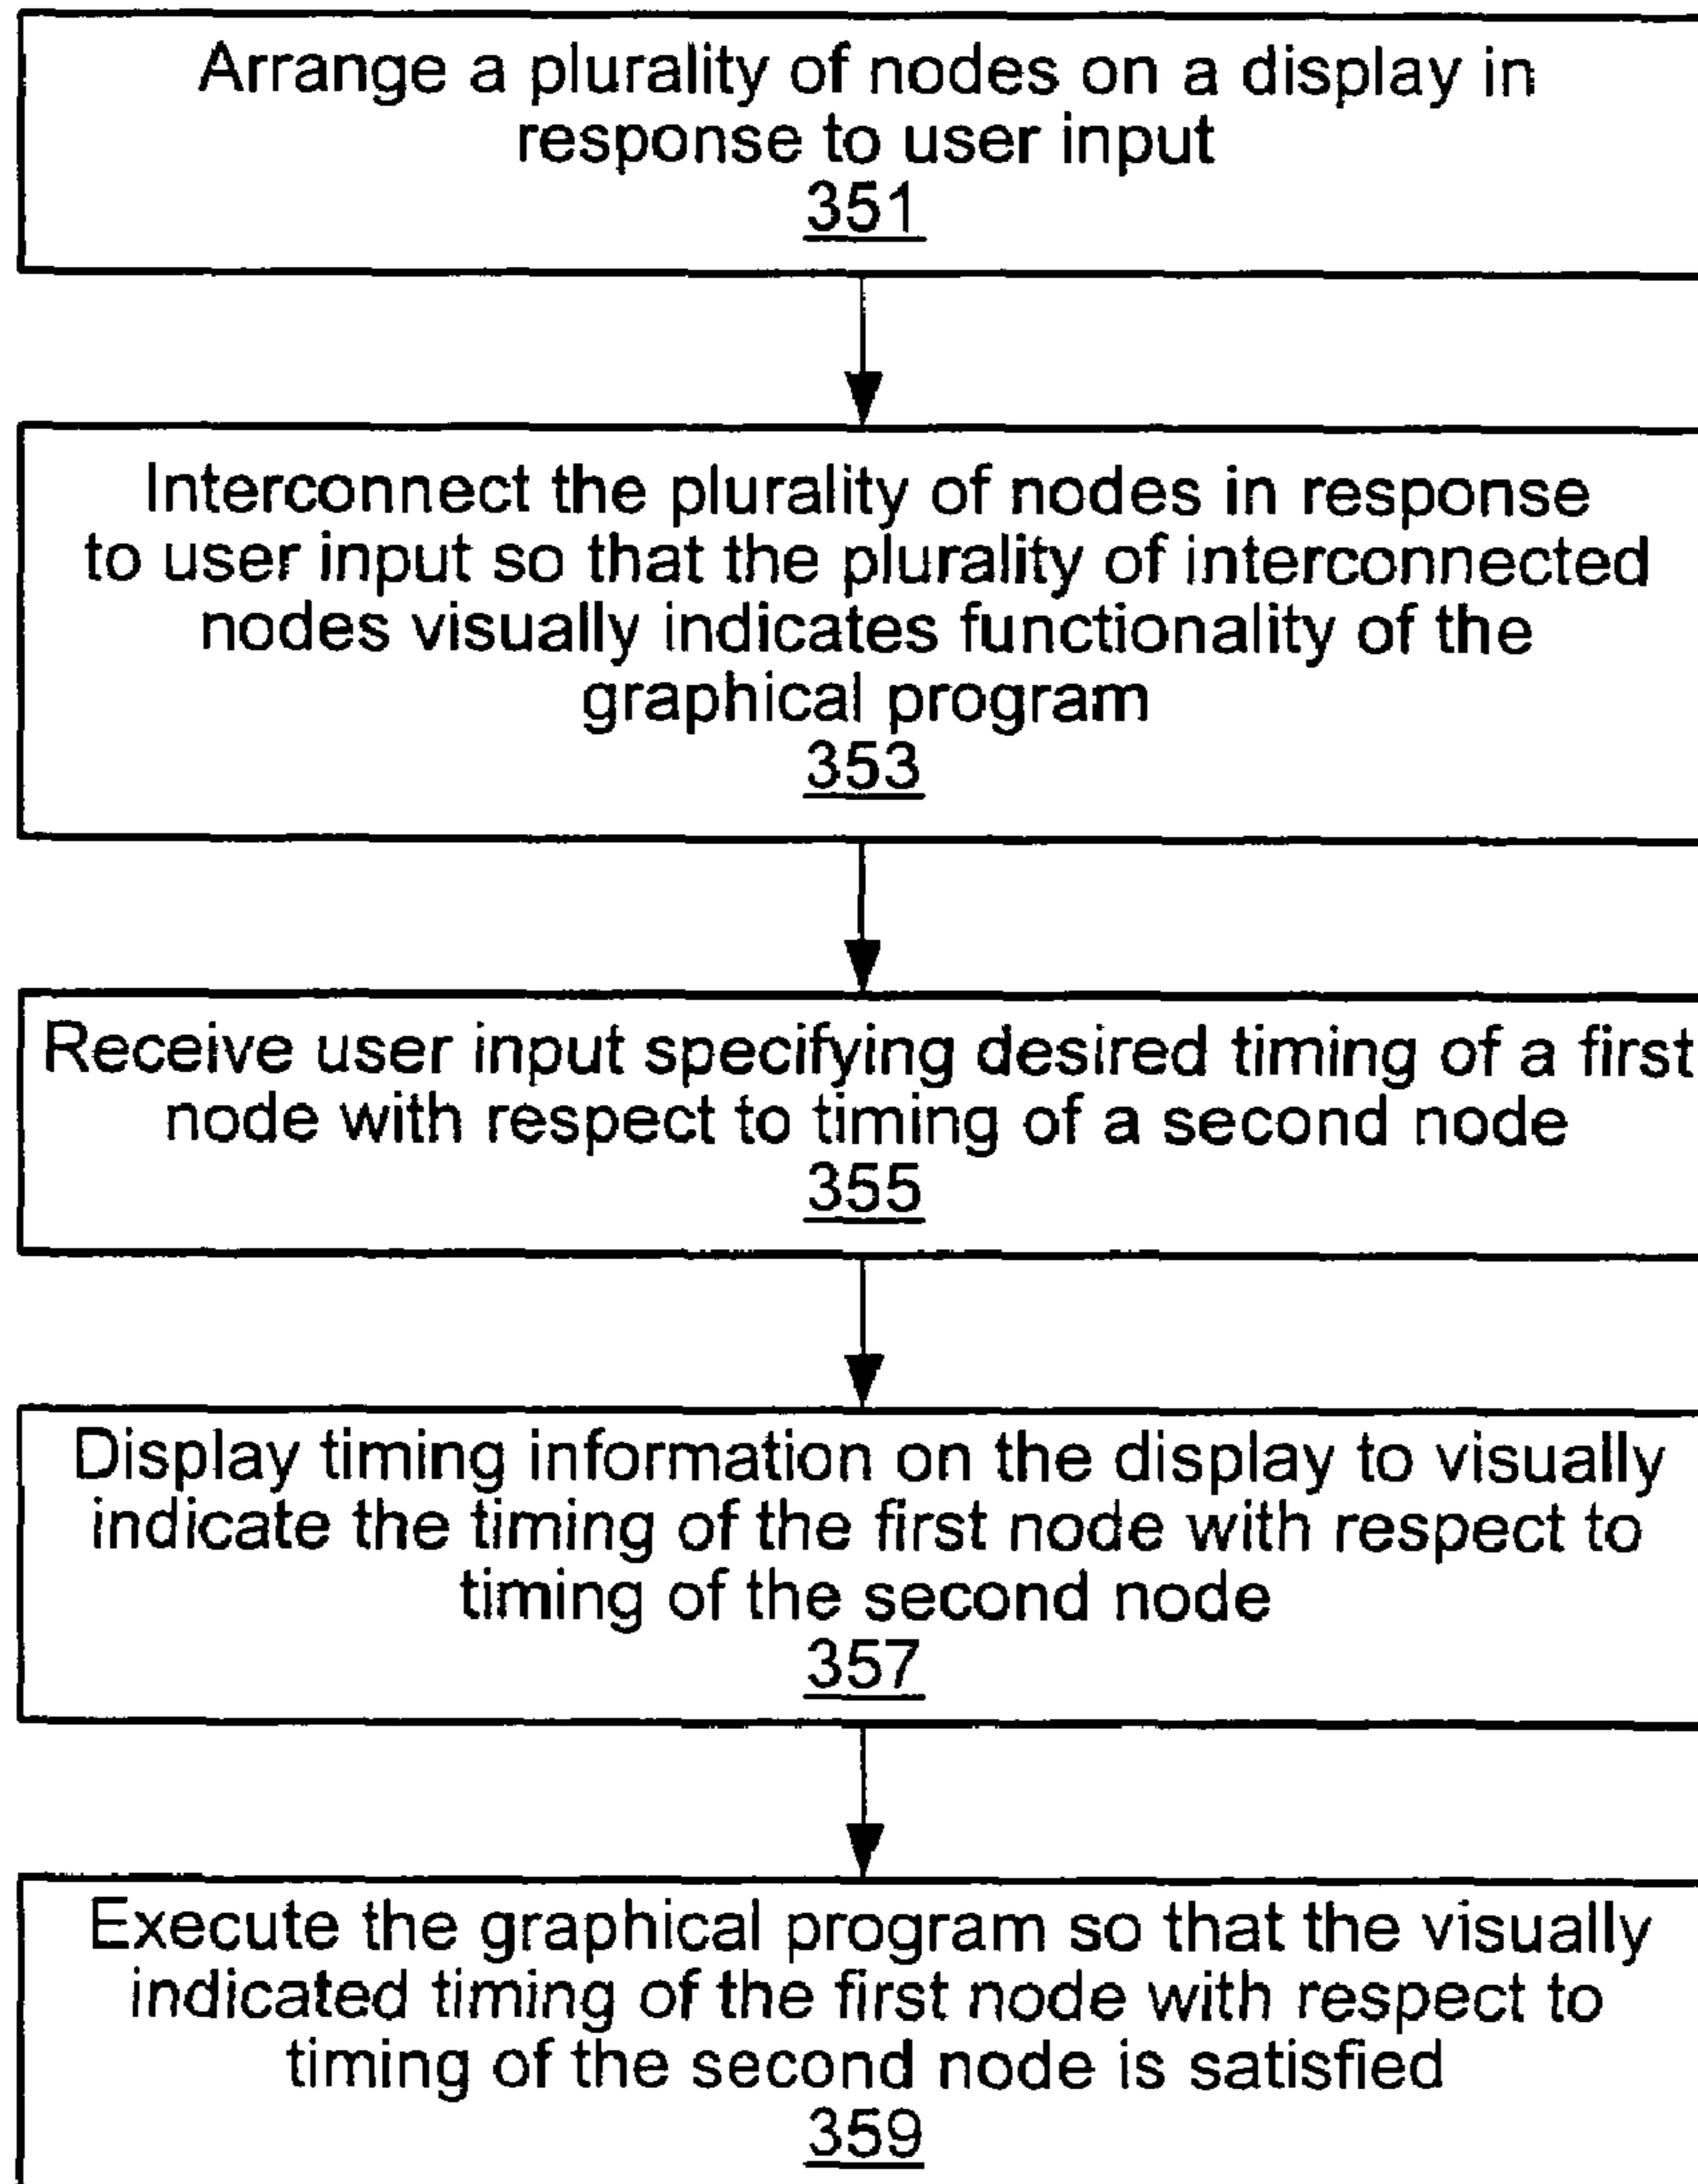 Arrange a plurality of nodes on a display in
response to user input
351
Interconnect the plurality of nodes in response
to user input so that the plurality of interconnected
nodes visually indicates functionality of the
graphical program
353
Receive user input specifying desired timing of a first
node with respect to timing of a second node
355
Display timing information on the display to visually
indicate the timing of the first node with respect to
timing of the second node
357
Execute the graphical program so that the visually
indicated timing of the first node with respect to
timing of the second node is satisfied
359